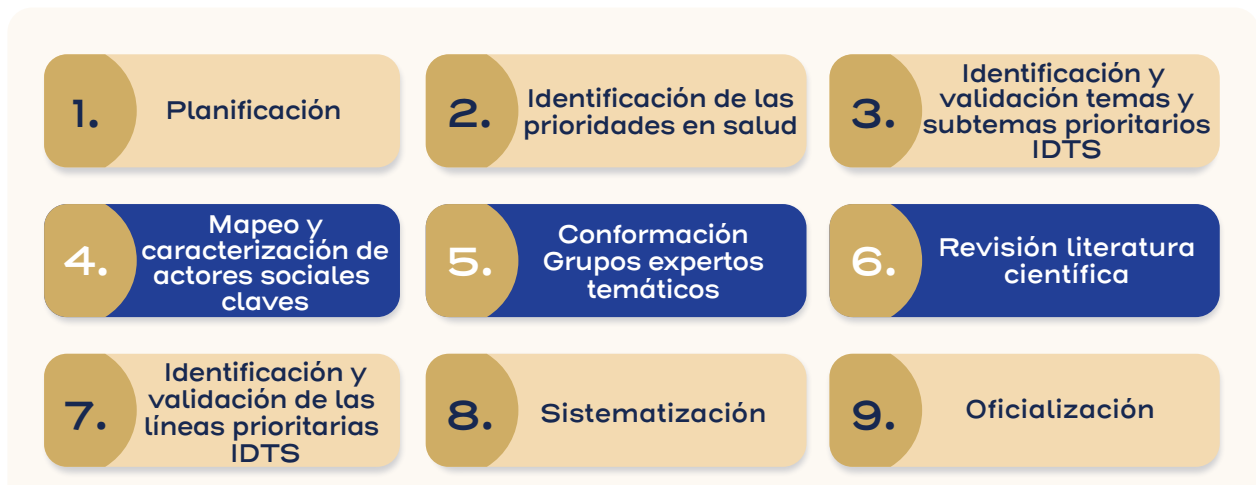 1.
Planificación
2.
Identificación de las
prioridades en salud
3.
Identificación y
validación temas y
subtemas prioritarios
IDTS
4.
Mapeo y
caracterización de
actores sociales
claves
5.
Conformación
Grupos expertos
temáticos
6.
Revisión literatura
científica
7.
Identificación y
validación de las
líneas prioritarias
IDTS
8.
Sistematización
9.
Oficialización